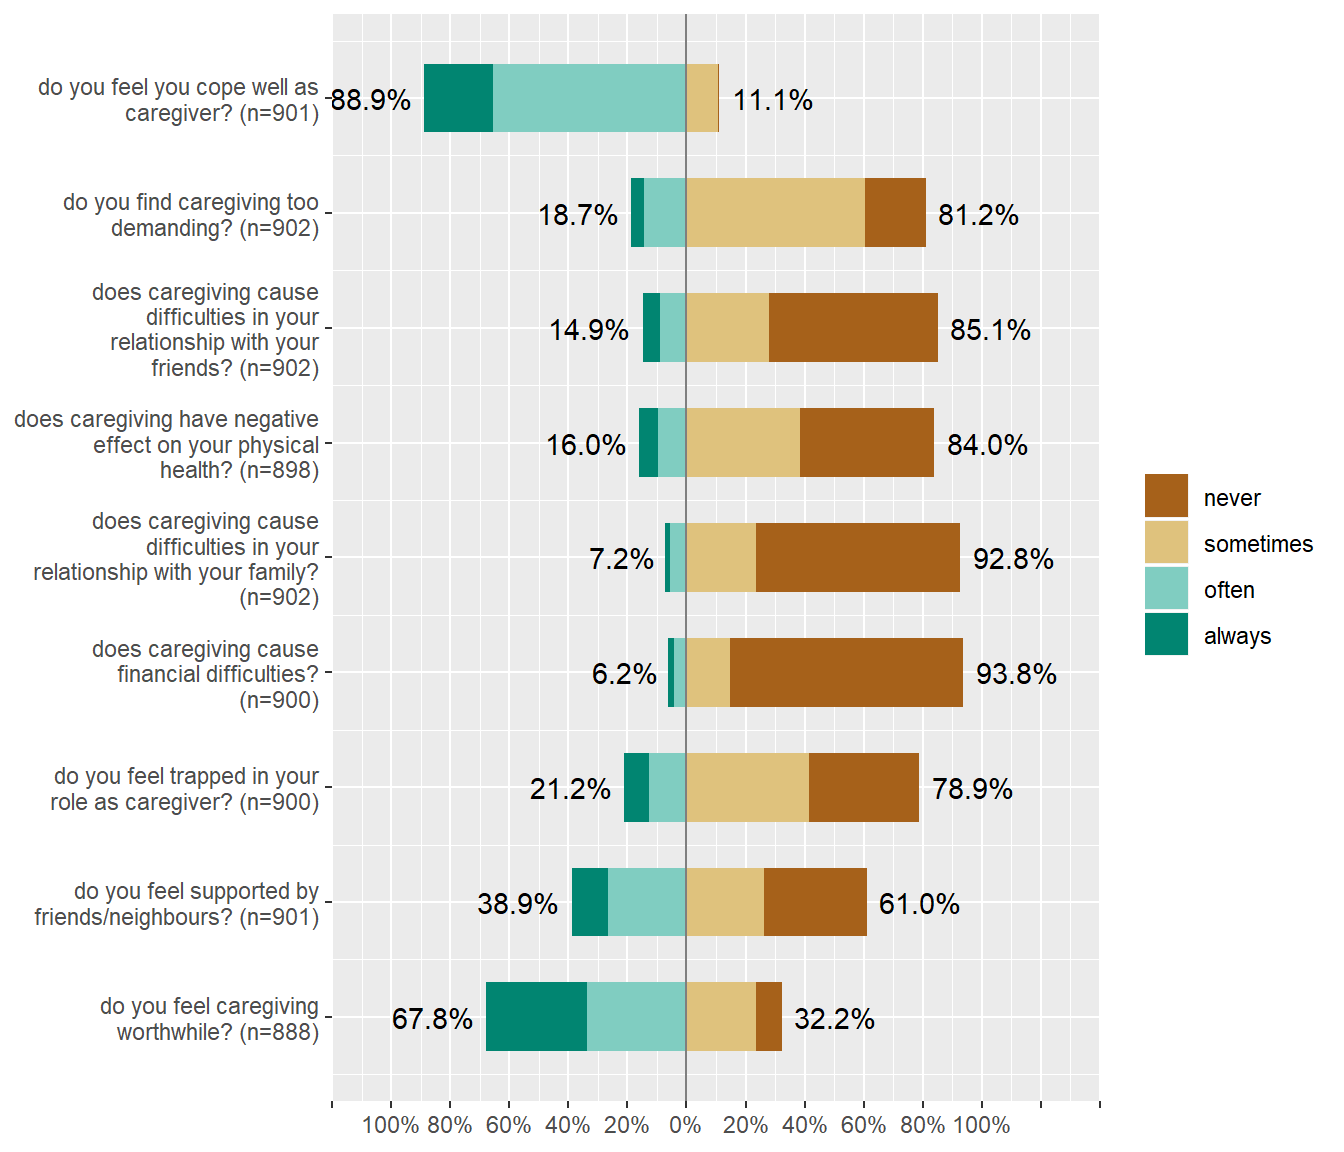 do you feel you cope well as
caregiver? (n=901)
88.9%
11.1%
do you find caregiving too
demanding? (n=902)
18.7%
81.2%
does caregiving cause
difficulties in your
relationship with your
friends? (n=902)
14.9%
85.1%
does caregiving have negative
effect on your physical
health? (n=898)
16.0%
84.0%
does caregiving cause
difficulties in your
relationship with your family?
(n=902)
7.2%
92.8%
does caregiving cause
financial difficulties?
(n=900)
6.2%
93.8%
do you feel trapped in your
role as caregiver? (n=900)
21.2%
78.9%
do you feel supported by
friends/neighbours? (n=901)
38.9%
61.0%
do you feel caregiving
worthwhile? (n=888)
67.8%
32.2%
100% 80% 60% 40% 20% 0% 20% 40% 60% 80% 100%
never
sometimes
often
always